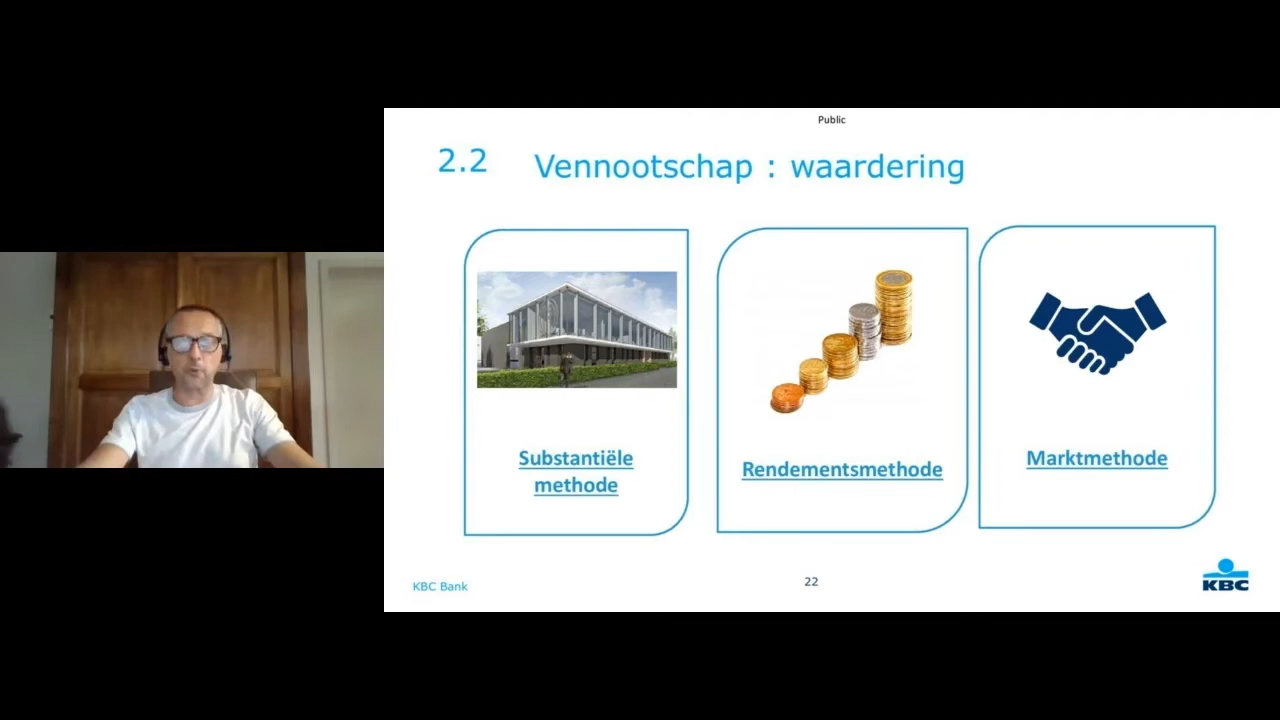 Public
2.2 Vennootschap : waardering
Substantiële
methode
Rendementsmethode
Marktmethode
KBC Bank
22
KBC